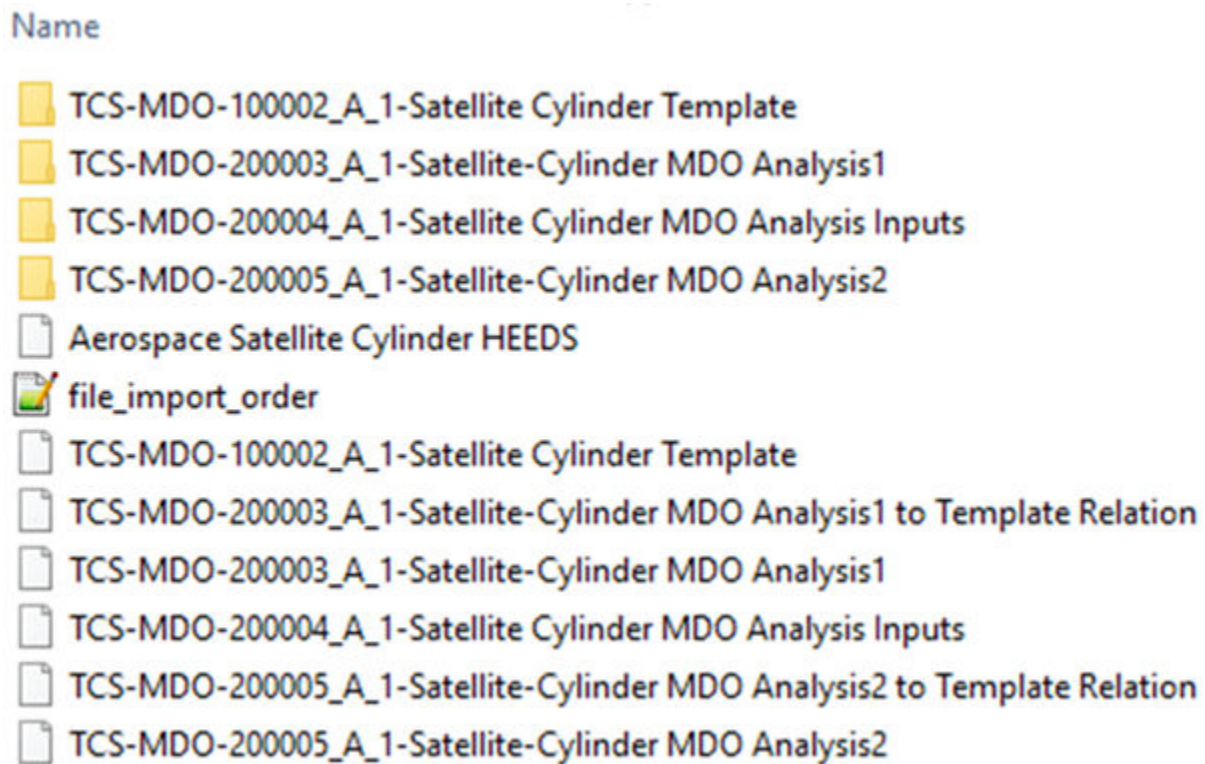 Name
TCS-MDO-100002_A_1-Satellite Cylinder Template
TCS-MDO-200003_A_1-Satellite-Cylinder MDO Analysis1
TCS-MDO-200004_A_1-Satellite Cylinder MDO Analysis Inputs
TCS-MDO-200005_A_1-Satellite-Cylinder MDO Analysis2
Aerospace Satellite Cylinder HEEDS
file_import_order
TCS-MDO-100002_A_1-Satellite Cylinder Template
TCS-MDO-200003_A_1-Satellite-Cylinder MDO Analysis1 to Template Relation
TCS-MDO-200003_A_1-Satellite-Cylinder MDO Analysis1
TCS-MDO-200004_A_1-Satellite Cylinder MDO Analysis Inputs
TCS-MDO-200005_A_1-Satellite-Cylinder MDO Analysis2 to Template Relation
TCS-MDO-200005_A_1-Satellite-Cylinder MDO Analysis2